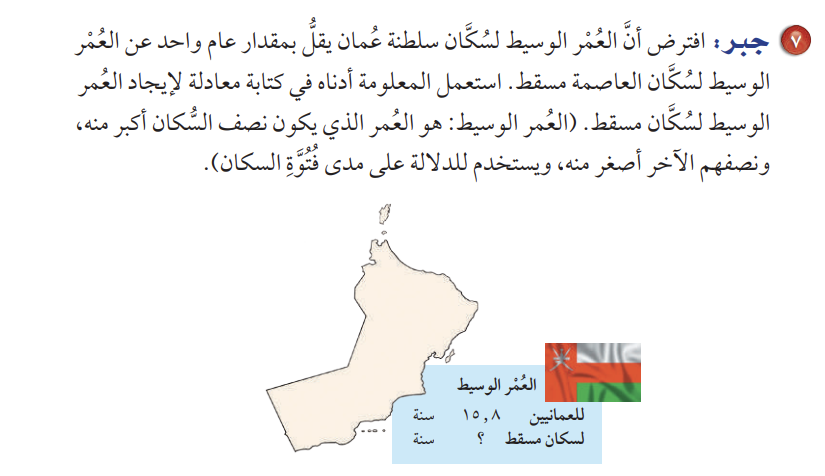 ٧ جبر: افترض أنَّ العُمْر الوسيط لسُكَّان سلطنة عُمان يقلُّ بمقدار عام واحد عن العُمْر
الوسيط لسُكَّان العاصمة مسقط. استعمل المعلومة أدناه في كتابة معادلة لإيجاد العُمر
الوسيط لسُكَّان مسقط. (العُمر الوسيط: هو العُمر الذي يكون نصف السُّكان أكبر منه،
ونصفهم الآخر أصغر منه، ويستخدم للدلالة على مدى فُتُوَّةِ السكان).
العُمْر الوسيط
للعمانيين ١٥,٨ سنة
لسكان مسقط ؟ سنة